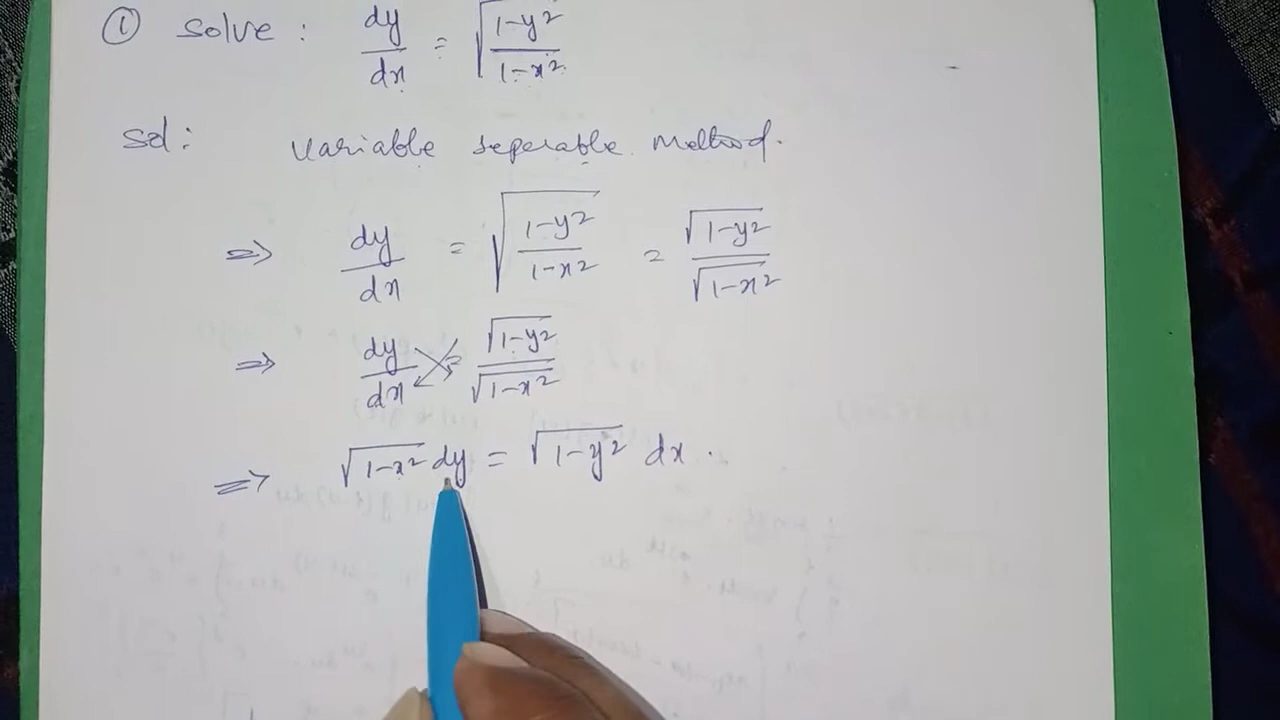 ① Solve : dy/dx = √(1-y²/1-x²)
Sol: Variable seperable method.
⇒ dy/dx = √(1-y²/1-x²) = √1-y²/√1-x²
⇒ dy/dx = √1-y²/√1-x²
⇒ √1-x² dy = √1-y² dx .